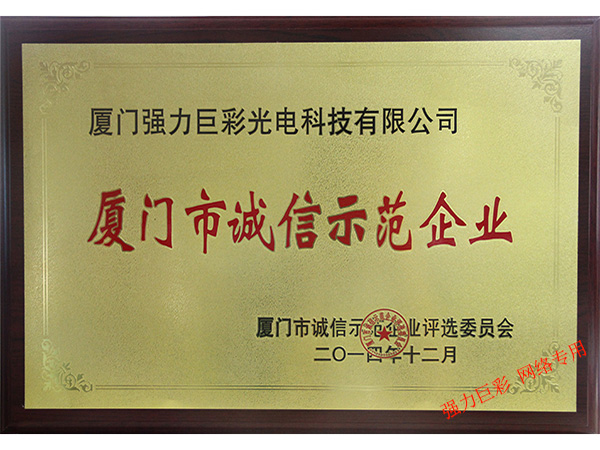 厦门强力巨彩光电科技有限公司
厦门市诚信示范企业
厦门市诚信示范企业评选委员会
二〇一四年十二月
强力巨彩 网络专用